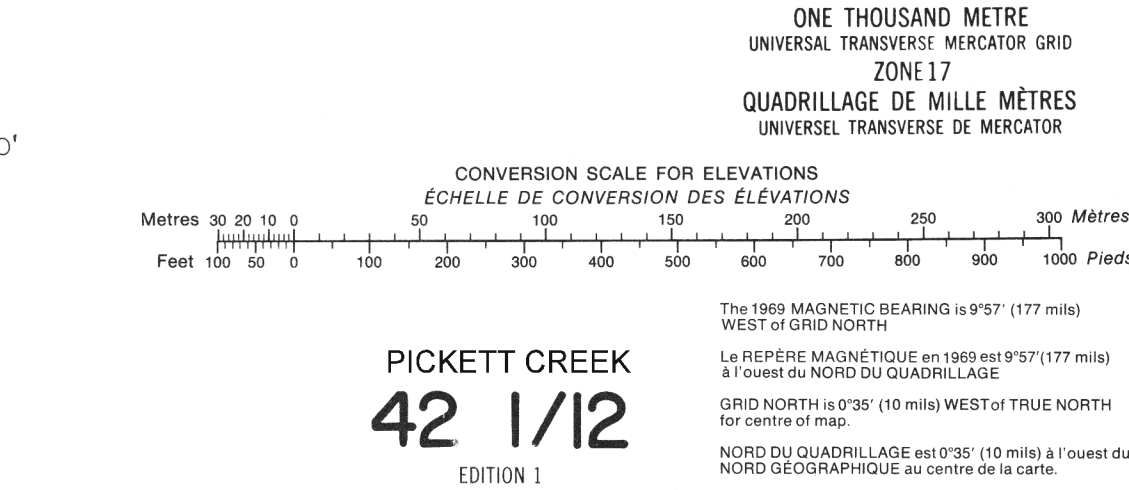 ONE THOUSAND METRE
UNIVERSAL TRANSVERSE MERCATOR GRID
ZONE 17
QUADRILLAGE DE MILLE MÈTRES
UNIVERSEL TRANSVERSE DE MERCATOR
0'
CONVERSION SCALE FOR ELEVATIONS
ÉCHELLE DE CONVERSION DES ÉLÉVATIONS
Metres 30 20 10 0 50 100 150 200 250 300 Mètres
Feet 100 50 0 100 200 300 400 500 600 700 800 900 1000 Pieds
The 1969 MAGNETIC BEARING is 9°57' (177 mils)
WEST of GRID NORTH
Le REPÈRE MAGNÉTIQUE en 1969 est 9°57' (177 mils)
à l'ouest du NORD DU QUADRILLAGE
GRID NORTH is 0°35' (10 mils) WEST of TRUE NORTH
for centre of map.
NORD DU QUADRILLAGE est 0°35' (10 mils) à l'ouest du
NORD GÉOGRAPHIQUE au centre de la carte.
PICKETT CREEK
42 I/12
EDITION 1